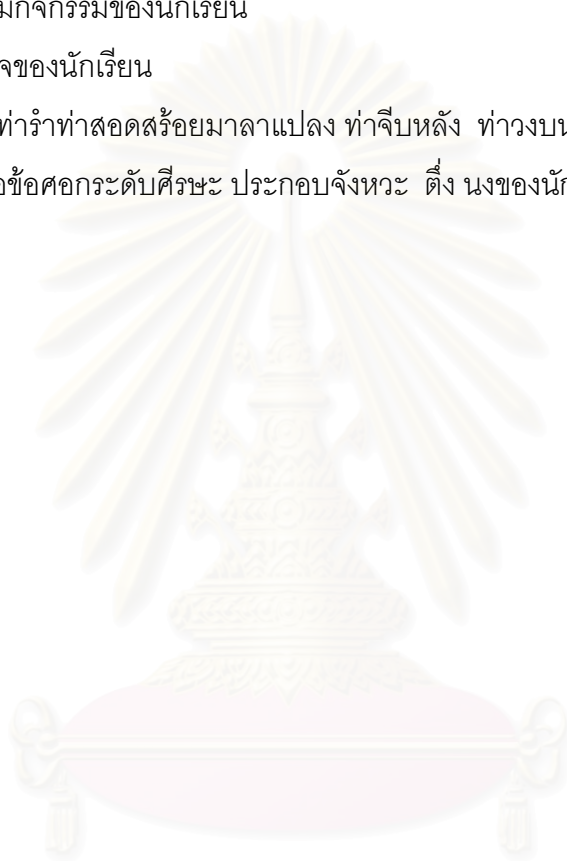 มกิจกรรมของนักเรียน
จของนักเรียน
ท่ารำท่าสอดสร้อยมาลาแปลง ท่าจีบหลัง ท่าวงบน
ข้อศอกระดับศีรษะ ประกอบจังหวะ ตึ่ง นงของนัก